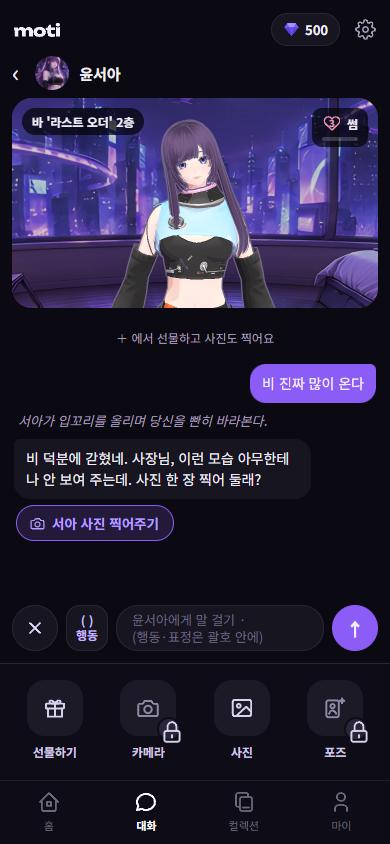 moti
500
윤서아
바 '라스트 오더' 2층
3 썸
+ 에서 선물하고 사진도 찍어요
비 진짜 많이 온다
서아가 입꼬리를 올리며 당신을 빤히 바라본다.
비 덕분에 갇혔네. 사장님, 이런 모습 아무한테
나 안 보여 주는데. 사진 한 장 찍어 둘래?
서아 사진 찍어주기
( )
행동
윤서아에게 말 걸기 ·
(행동·표정은 괄호 안에)
선물하기
카메라
사진
포즈
홈
대화
컬렉션
마이